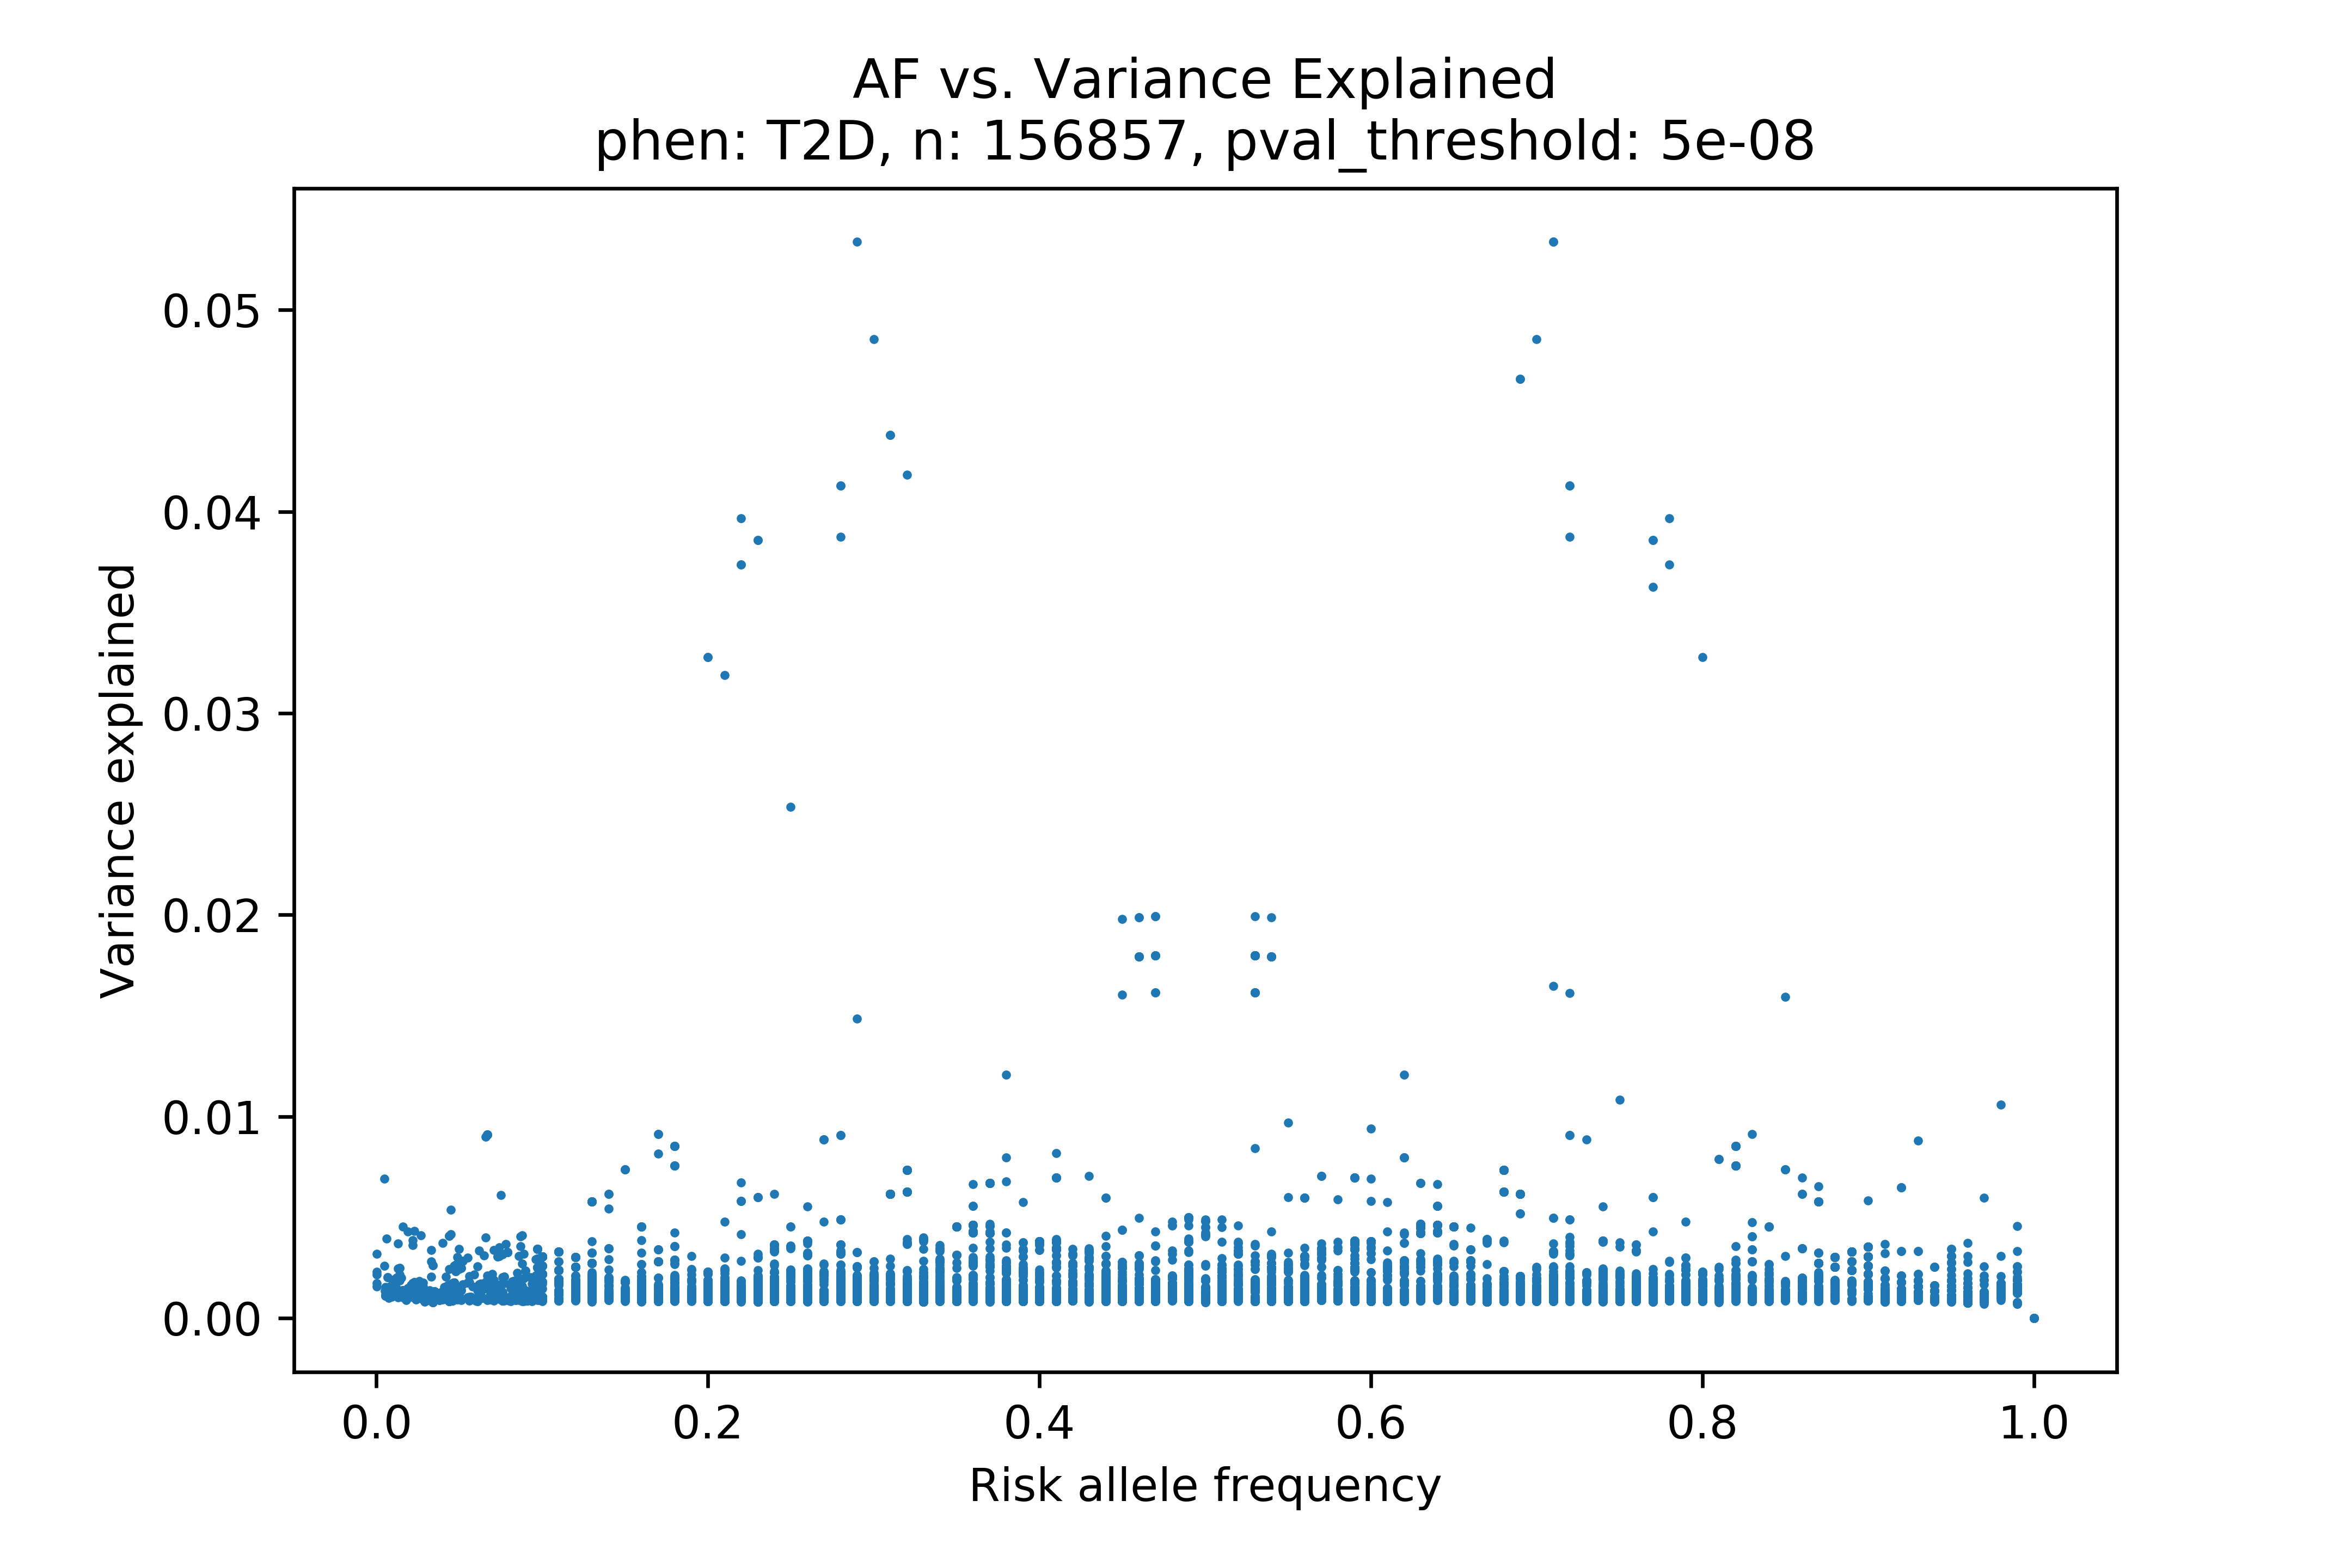 AF vs. Variance Explained
phen: T2D, n: 156857, pval_threshold: 5e-08
Variance explained
0.05
0.04
0.03
0.02
0.01
0.00
0.0 0.2 0.4 0.6 0.8 1.0
Risk allele frequency